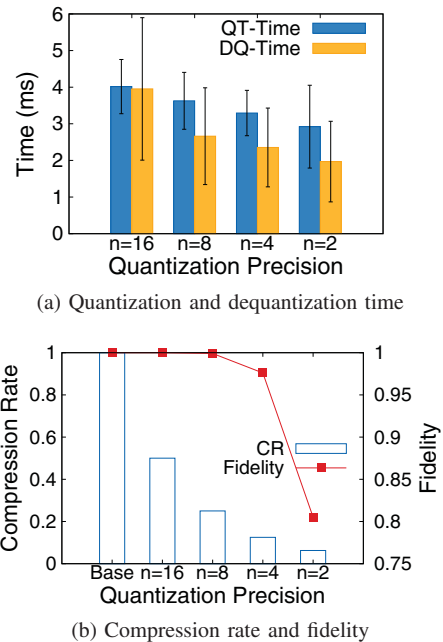 6
5
4
3
2
1
0
Time (ms)
QT-Time
DQ-Time
n=16 n=8 n=4 n=2
Quantization Precision
(a) Quantization and dequantization time
1
0.8
0.6
0.4
0.2
0
Compression Rate
CR
Fidelity
1
0.95
0.9
0.85
0.8
0.75
Fidelity
Base n=16 n=8 n=4 n=2
Quantization Precision
(b) Compression rate and fidelity